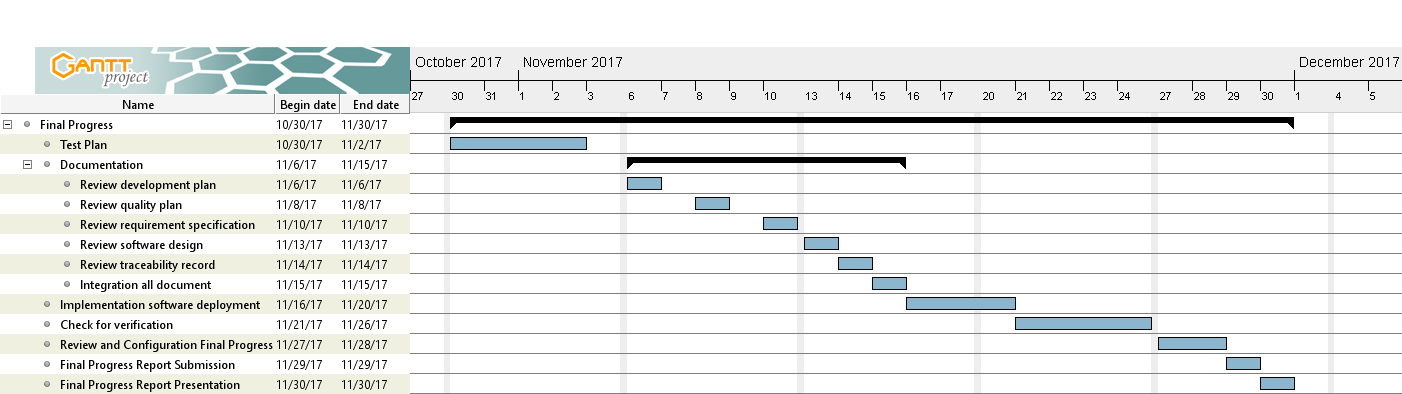 GANTT
project
October 2017 November 2017 December 2017
27 30 31 1 2 3 6 7 8 9 10 13 14 15 16 17 20 21 22 23 24 27 28 29 30 1 4 5
Name Begin date End date
Final Progress 10/30/17 11/30/17
Test Plan 10/30/17 11/2/17
Documentation 11/6/17 11/15/17
Review development plan 11/6/17 11/6/17
Review quality plan 11/8/17 11/8/17
Review requirement specification 11/10/17 11/10/17
Review software design 11/13/17 11/13/17
Review traceability record 11/14/17 11/14/17
Integration all document 11/15/17 11/15/17
Implementation software deployment 11/16/17 11/20/17
Check for verification 11/21/17 11/26/17
Review and Configuration Final Progress 11/27/17 11/28/17
Final Progress Report Submission 11/29/17 11/29/17
Final Progress Report Presentation 11/30/17 11/30/17